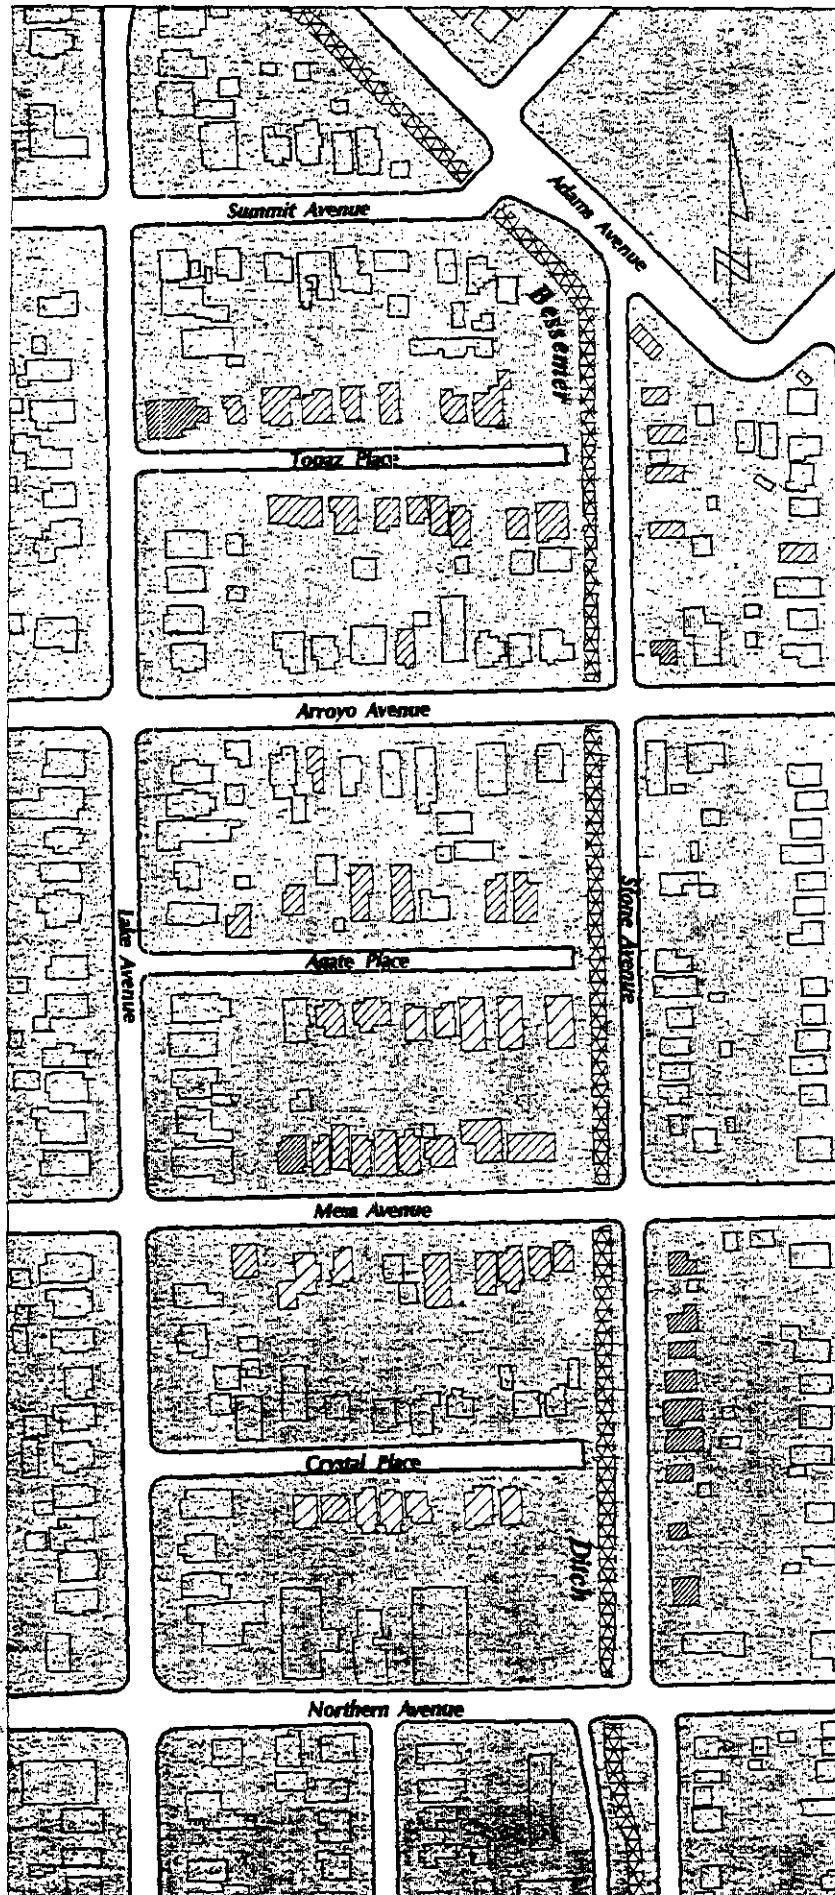 Summit Avenue
Adams Avenue
Bessemer
Topaz Place
Arroyo Avenue
Lake Avenue
Stone Avenue
Agate Place
Mesa Avenue
Crystal Place
Ditch
Northern Avenue
N